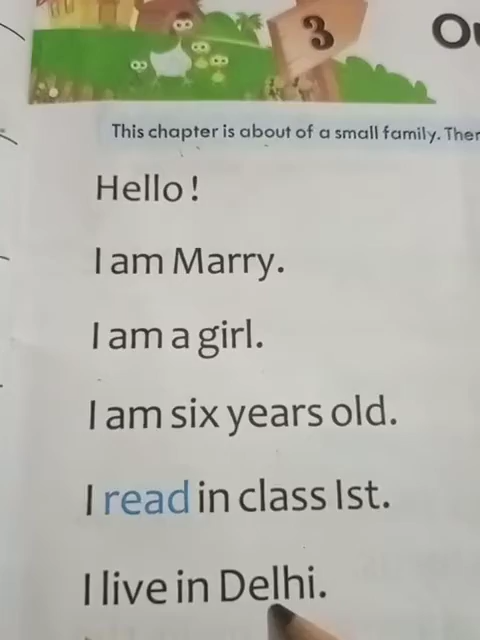 3
This chapter is about of a small family.
Hello!
I am Marry.
I am a girl.
I am six years old.
I read in class Ist.
I live in Delhi.